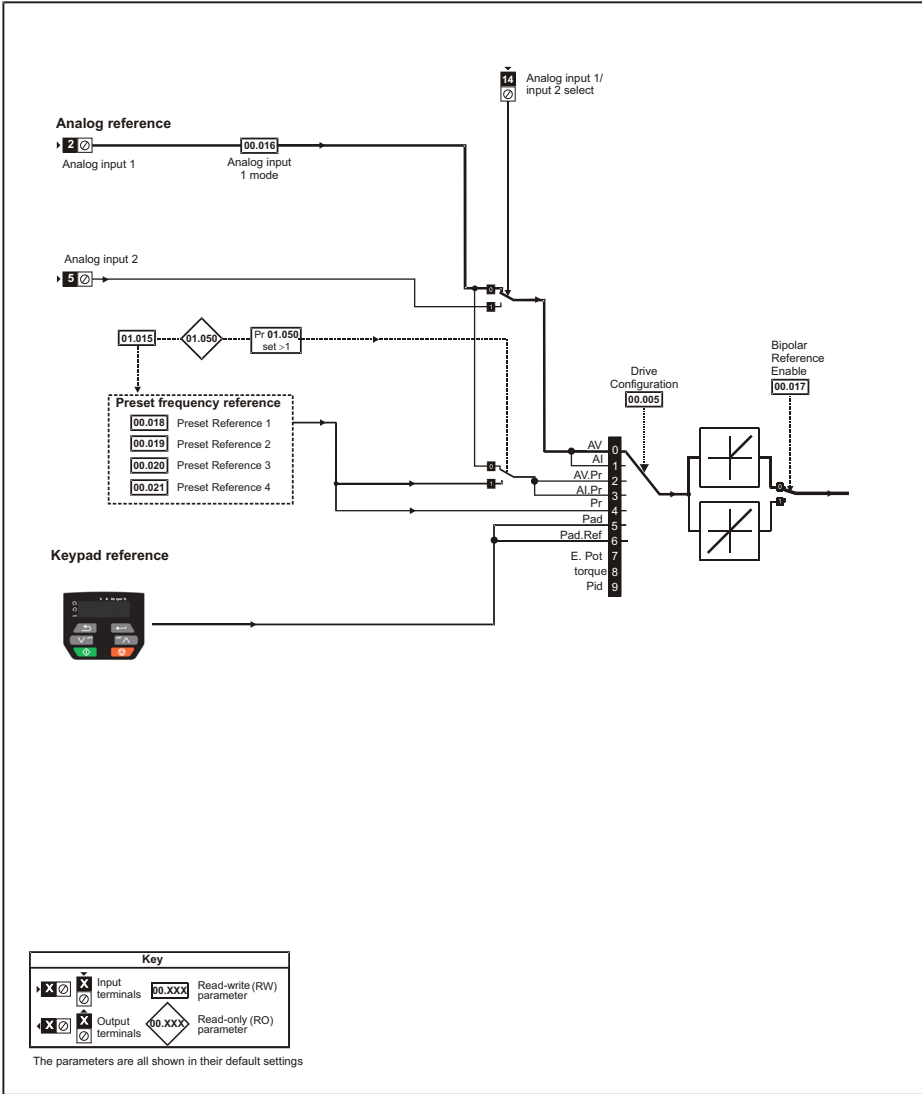 14
Analog input 1/
input 2 select
Analog reference
2
Analog input 1
00.016
Analog input
1 mode
Analog input 2
5
0
1
01.015
01.050
Pr 01.050
set >1
Preset frequency reference
00.018 Preset Reference 1
00.019 Preset Reference 2
00.020 Preset Reference 3
00.021 Preset Reference 4
0
1
Drive
Configuration
00.005
Bipolar
Reference
Enable
00.017
AV 0
AI 1
AV.Pr 2
AI.Pr 3
Pr 4
Pad 5
Pad.Ref 6
E. Pot 7
torque 8
Pid 9
0
1
Keypad reference
Key
X X Input
terminals
00.XXX Read-write (RW)
parameter
X X Output
terminals
00.XXX Read-only (RO)
parameter
The parameters are all shown in their default settings